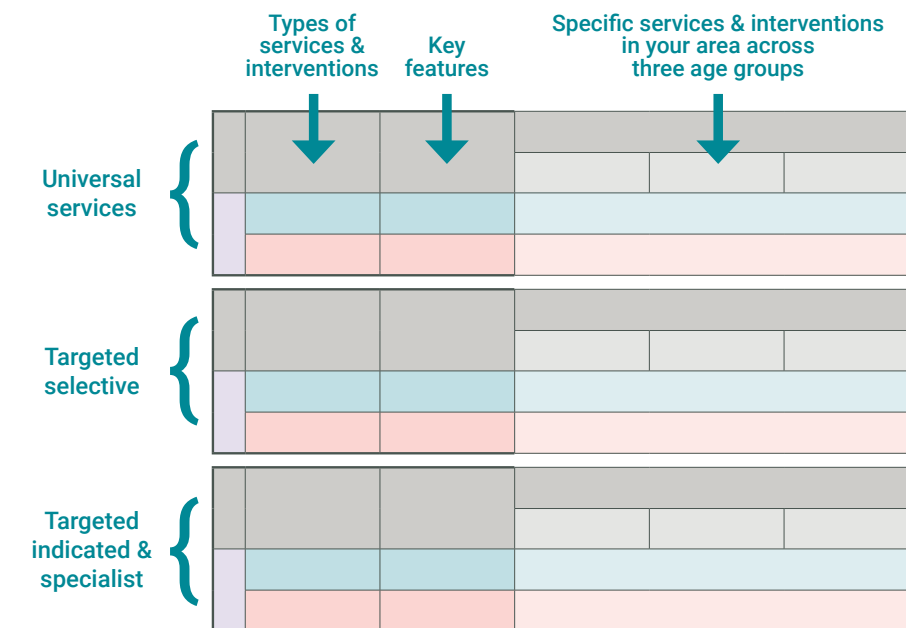 Types of
services &
interventions
Key
features
Specific services & interventions
in your area across
three age groups
Universal
services
Targeted
selective
Targeted
indicated &
specialist